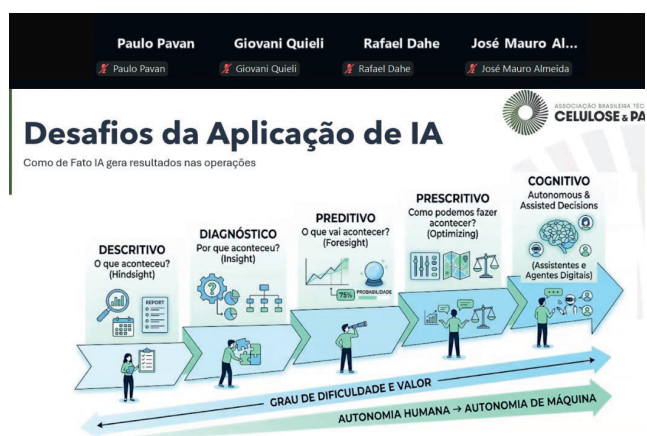 Paulo Pavan
Giovani Quieli
Rafael Dahe
José Mauro Al...
Paulo Pavan
Giovani Quieli
Rafael Dahe
José Mauro Almeida
ASSOCIAÇÃO BRASILEIRA TÉC
CELULOSE & PA
Desafios da Aplicação de IA
Como de Fato IA gera resultados nas operações
DESCRITIVO
O que aconteceu?
(Hindsight)
REPORT
DIAGNÓSTICO
Por que aconteceu?
(Insight)
PREDITIVO
O que vai acontecer?
(Foresight)
75%
PROBABILIDADE
PRESCRITIVO
Como podemos fazer
acontecer?
(Optimizing)
COGNITIVO
Autonomous &
Assisted Decisions
(Assistentes e
Agentes Digitais)
GRAU DE DIFICULDADE E VALOR
AUTONOMIA HUMANA → AUTONOMIA DE MÁQUINA